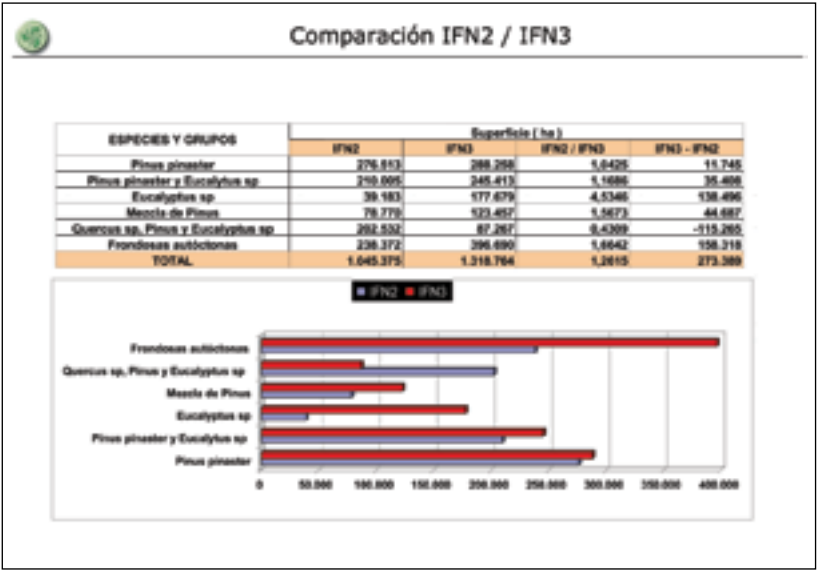 Comparación IFN2 / IFN3
ESPECIES Y GRUPOS Superficie ( ha )
IFN2 IFN3 IFN2 / IFN3 IFN3 - IFN2
Pinus pinaster 276.513 288.258 1,0425 11.745
Pinus pinaster y Eucalytus sp 210.005 245.413 1,1686 35.408
Eucalyptus sp 39.183 177.679 4,5346 138.496
Mezcla de Pinus 78.770 123.457 1,5673 44.687
Quercus sp, Pinus y Eucalyptus sp 202.532 87.267 0,4309 -115.265
Frondosas autóctonas 238.372 396.690 1,6642 158.318
TOTAL 1.045.375 1.318.764 1,2615 273.389
IFN2 IFN3
Frondosas autóctonas
Quercus sp, Pinus y Eucalyptus sp
Mezcla de Pinus
Eucalyptus sp
Pinus pinaster y Eucalytus sp
Pinus pinaster
0 50.000 100.000 150.000 200.000 250.000 300.000 350.000 400.000